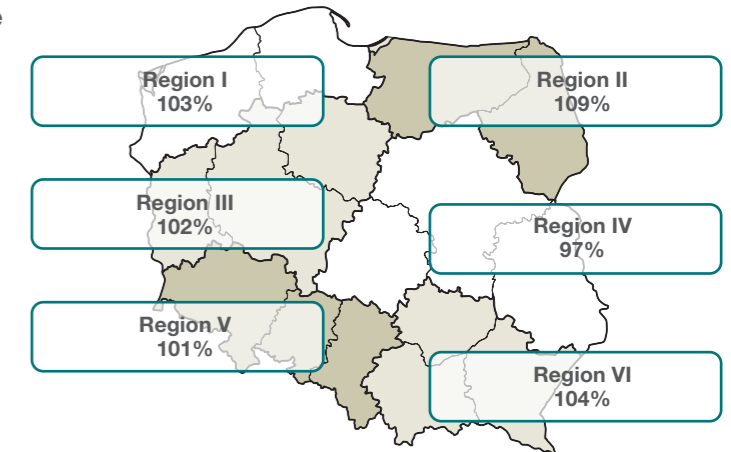 e
Region I
103%
Region II
109%
Region III
102%
Region IV
97%
Region V
101%
Region VI
104%